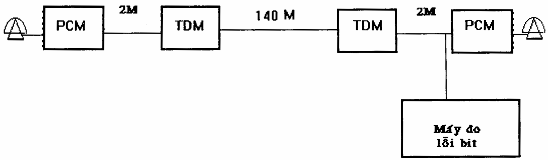 PCM
2M
TDM
140 M
TDM
2M
PCM
Máy đo
lỗi bit